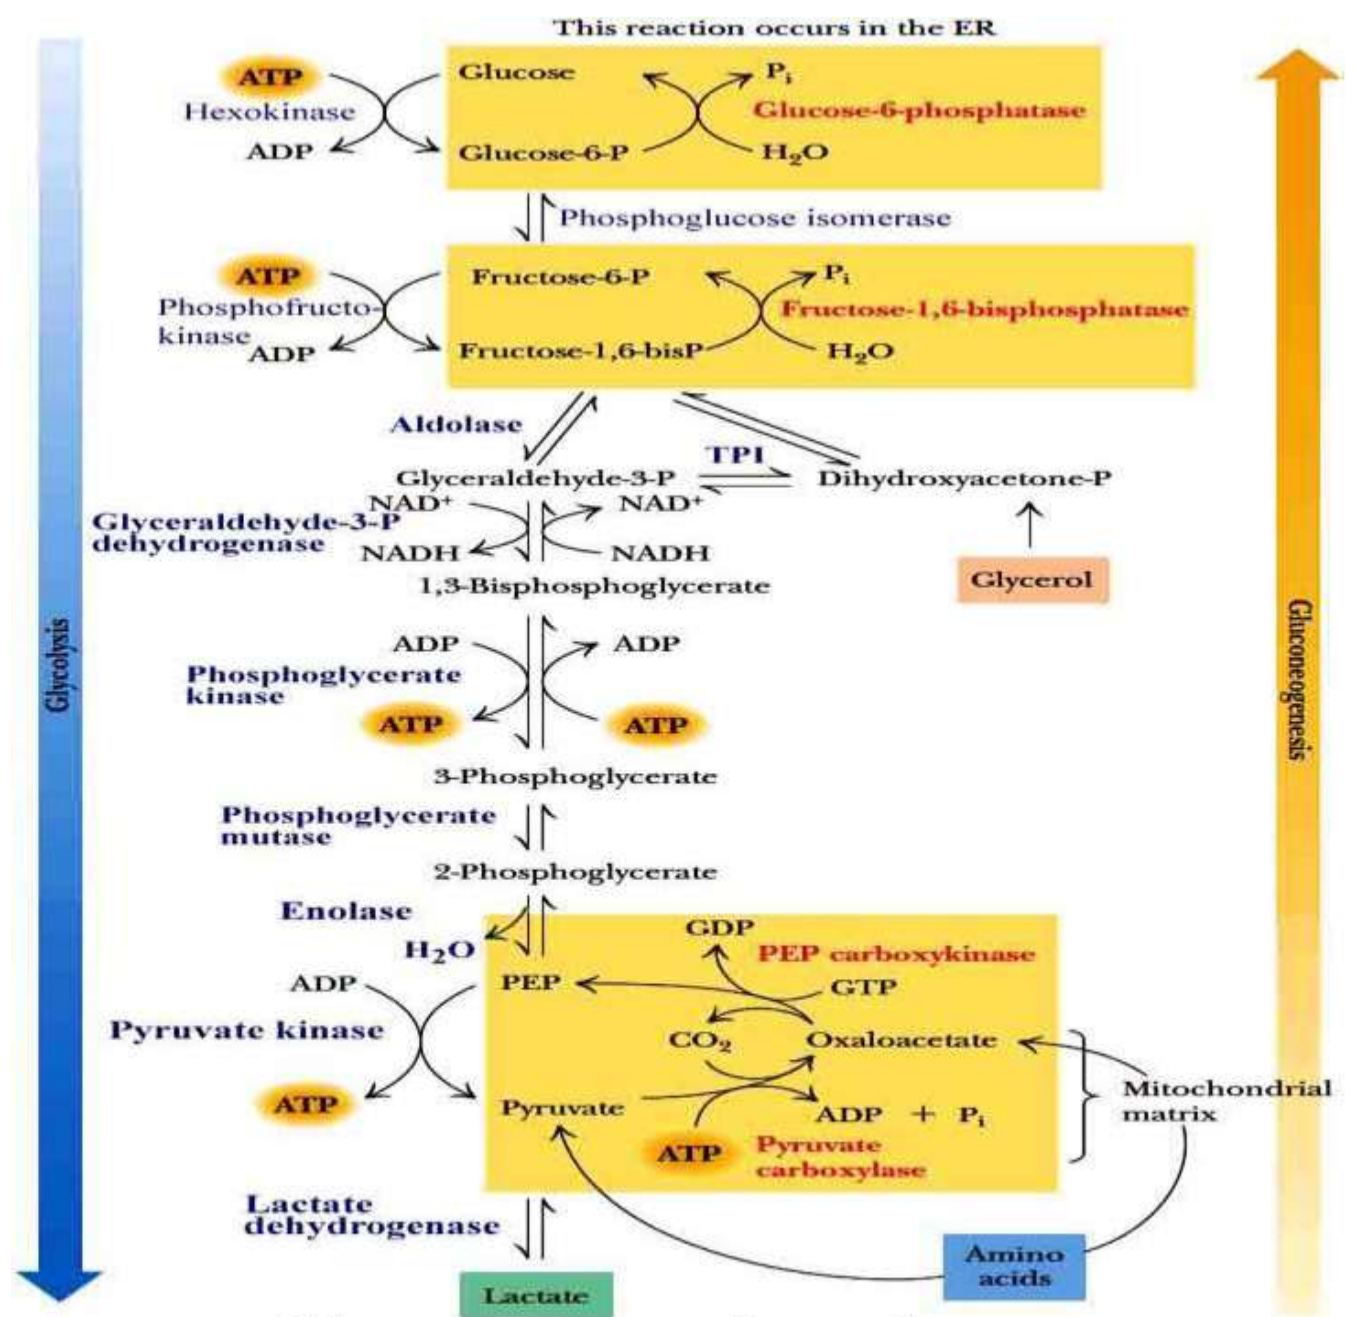 This reaction occurs in the ER
ATP
Glucose
Pi
Hexokinase
Glucose-6-phosphatase
ADP
Glucose-6-P
H₂O
Phosphoglucose isomerase
ATP
Fructose-6-P
Pi
Phosphofructo-
kinase
Fructose-1,6-bisphosphatase
ADP
Fructose-1,6-bisP
H₂O
Aldolase
TPI
Glyceraldehyde-3-P
Dihydroxyacetone-P
NAD⁺
NAD⁺
Glyceraldehyde-3-P
dehydrogenase
NADH
NADH
Glycerol
1,3-Bisphosphoglycerate
ADP
ADP
Phosphoglycerate
kinase
ATP
ATP
Glycolysis
Gluconeogenesis
3-Phosphoglycerate
Phosphoglycerate
mutase
2-Phosphoglycerate
Enolase
H₂O
GDP
PEP carboxykinase
ADP
PEP
GTP
Pyruvate kinase
CO₂
Oxaloacetate
Mitochondrial
matrix
ATP
Pyruvate
ADP + Pi
ATP
Pyruvate
carboxylase
Lactate
dehydrogenase
Amino
acids
Lactate